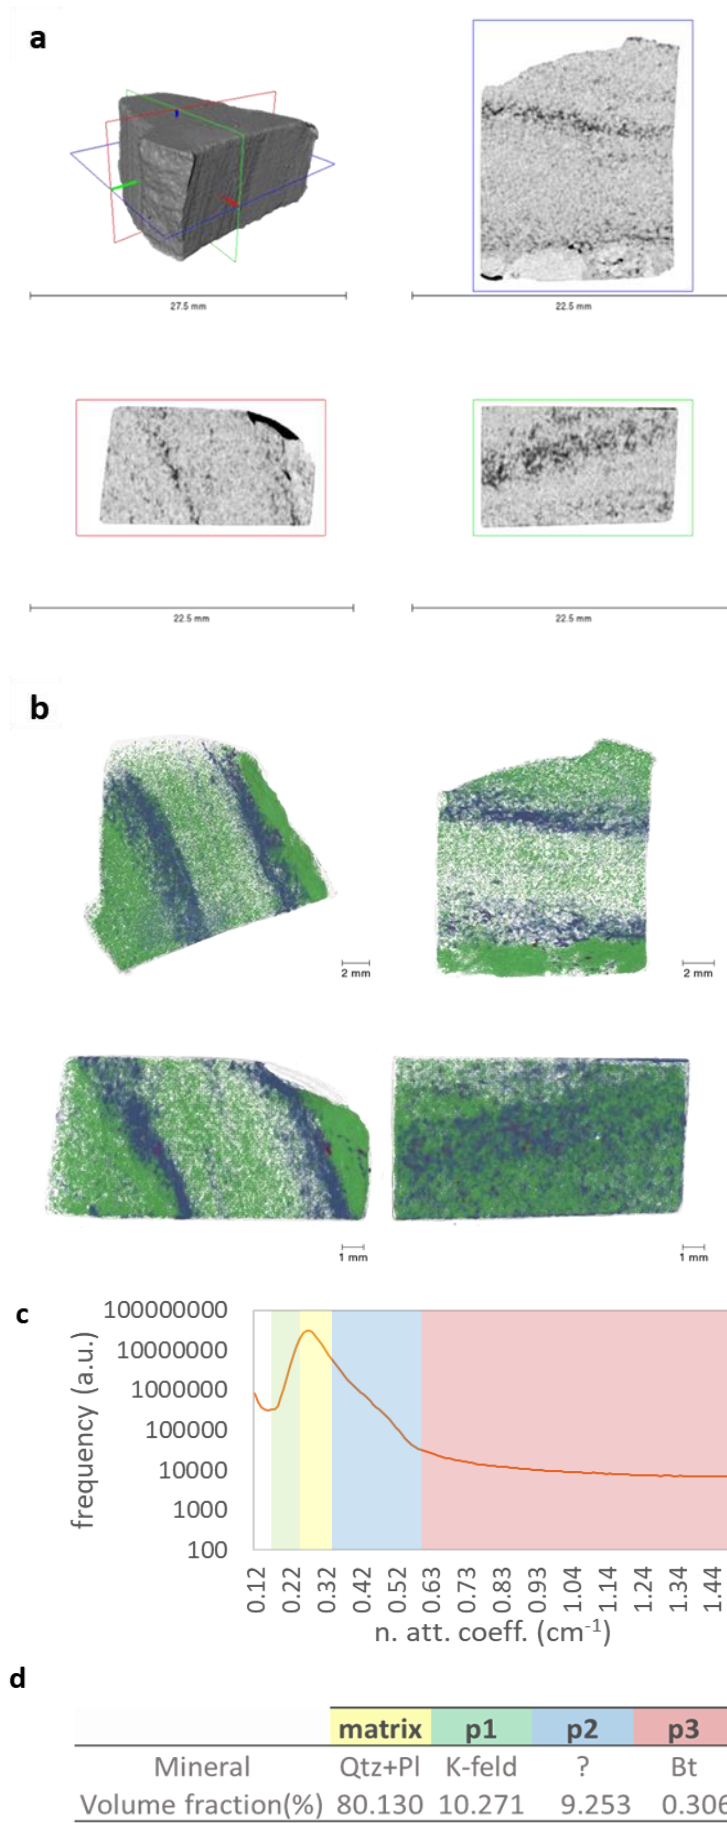 a
27.5 mm
22.5 mm
22.5 mm
22.5 mm
b
2 mm
2 mm
1 mm
1 mm
c
frequency (a.u.)
100000000
10000000
1000000
100000
10000
1000
100
0.12 0.22 0.32 0.42 0.52 0.63 0.73 0.83 0.93 1.04 1.14 1.24 1.34 1.44
n. att. coeff. (cm-1)
d
matrix p1 p2 p3
Mineral Qtz+Pl K-feld ? Bt
Volume fraction(%) 80.130 10.271 9.253 0.306